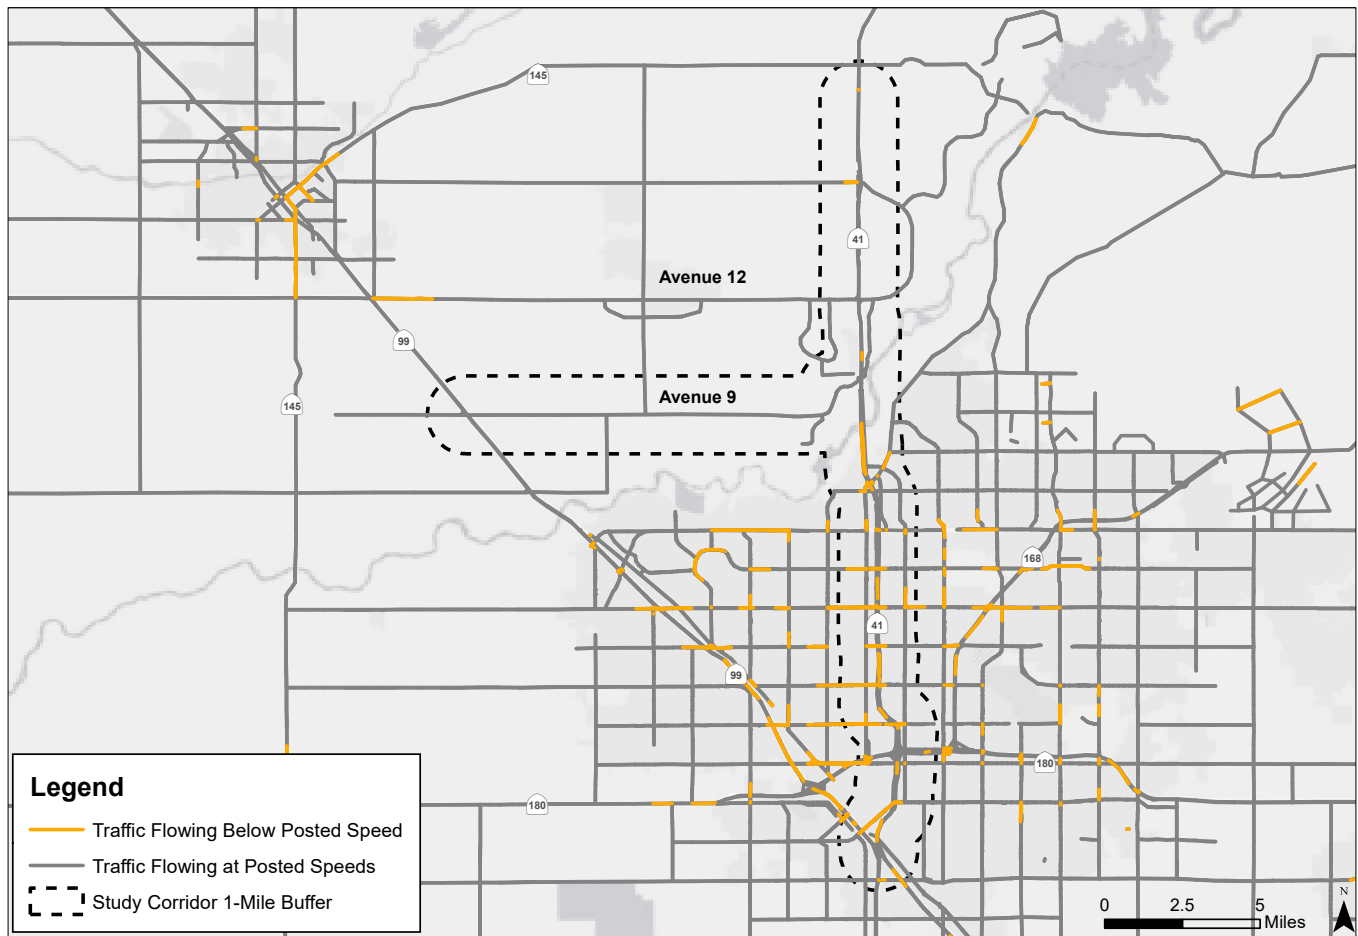 145
41
Avenue 12
99
Avenue 9
145
168
41
99
180
180
Legend
Traffic Flowing Below Posted Speed
Traffic Flowing at Posted Speeds
Study Corridor 1-Mile Buffer
0 2.5 5
Miles
N